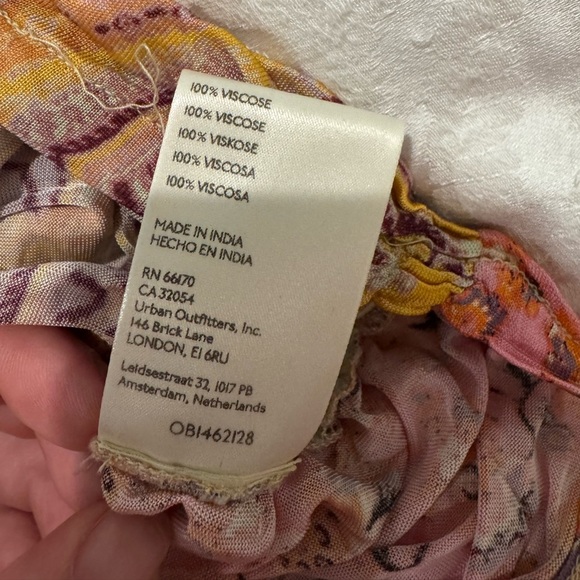 100% VISCOSE
100% VISCOSE
100% VISKOSE
100% VISCOSA
100% VISCOSA
MADE IN INDIA
HECHO EN INDIA
RN 66170
CA 32054
Urban Outfitters, Inc.
146 Brick Lane
LONDON, E1 6RU
Leidsestraat 32, 1017 PB
Amsterdam, Netherlands
OB1462128